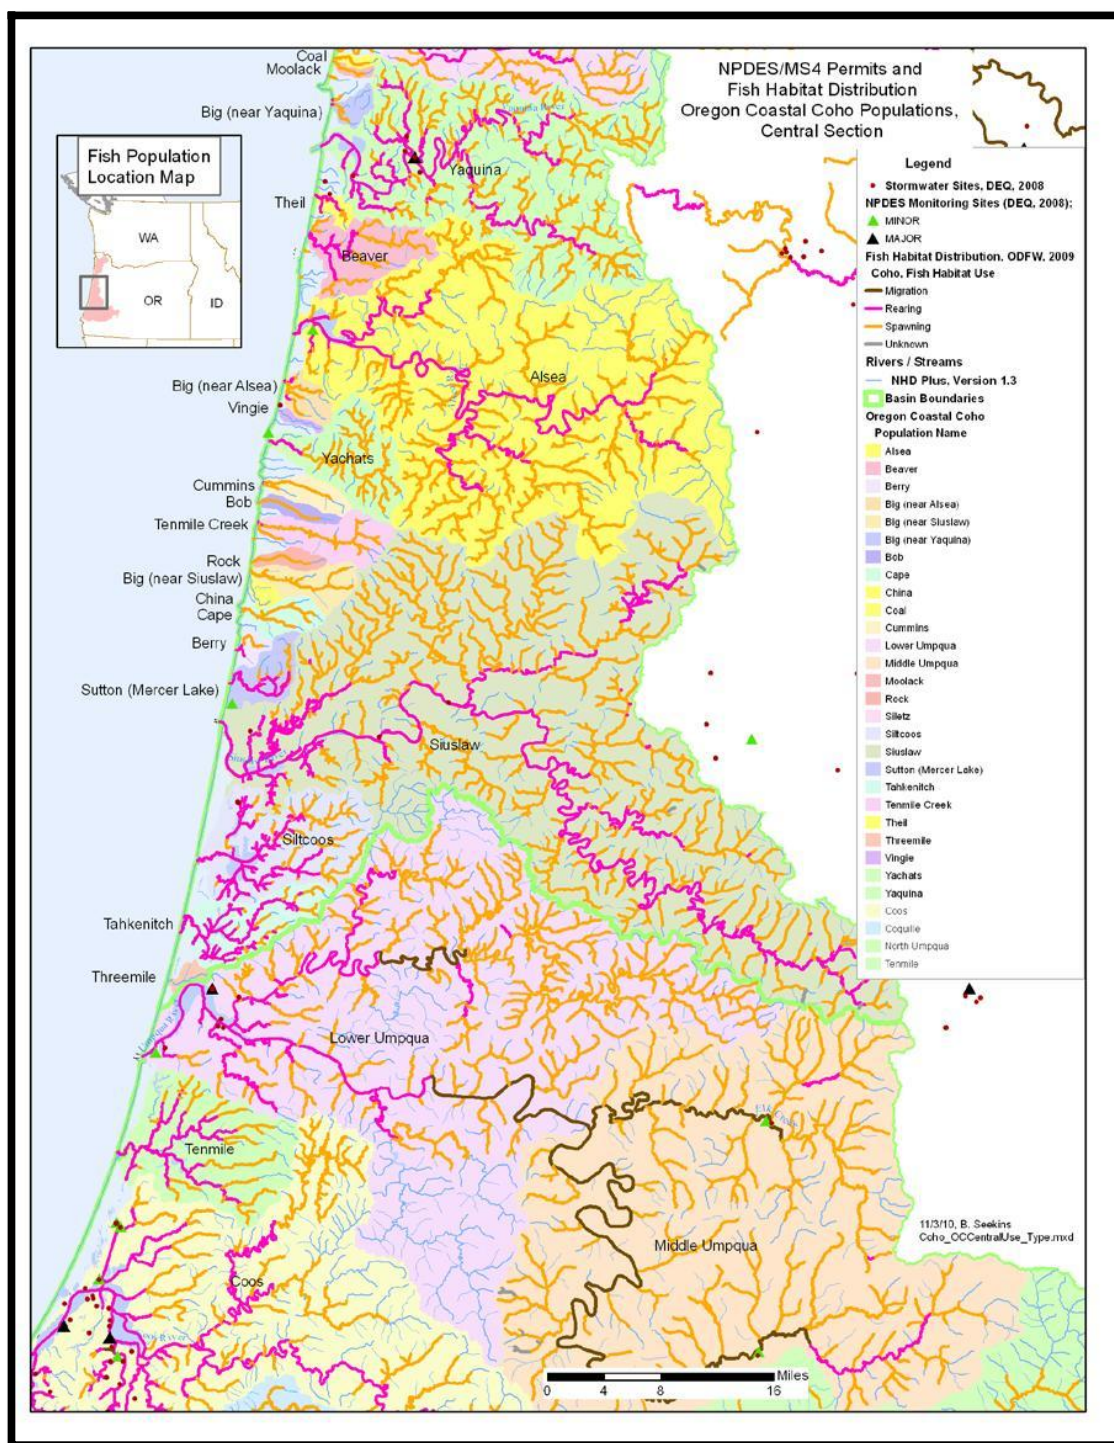 NPDES/MS4 Permits and
Fish Habitat Distribution
Oregon Coastal Coho Populations,
Central Section
Fish Population
Location Map
WA
OR
ID
Coal
Moolack
Big (near Yaquina)
Yaquina
Theil
Beaver
Big (near Alsea)
Alsea
Vingie
Yachats
Cummins
Bob
Tenmile Creek
Rock
Big (near Siuslaw)
China
Cape
Berry
Sutton (Mercer Lake)
Siuslaw
Siltcoos
Tahkenitch
Threemile
Lower Umpqua
Tenmile
Middle Umpqua
Coos
Elk Creek
Legend
Stormwater Sites, DEQ, 2008
NPDES Monitoring Sites (DEQ, 2008):
MINOR
MAJOR
Fish Habitat Distribution, ODFW, 2009
Coho, Fish Habitat Use
Migration
Rearing
Spawning
Unknown
Rivers / Streams
NHD Plus, Version 1.3
Basin Boundaries
Oregon Coastal Coho
Population Name
Alsea
Beaver
Berry
Big (near Alsea)
Big (near Siuslaw)
Big (near Yaquina)
Bob
Cape
China
Coal
Cummins
Lower Umpqua
Middle Umpqua
Moolack
Rock
Siletz
Siltcoos
Siuslaw
Sutton (Mercer Lake)
Tahkenitch
Tenmile Creek
Theil
Threemile
Vingie
Yachats
Yaquina
Coos
Coquille
North Umpqua
Tenmile
11/3/10, B. Seekins
Coho_OCCentralUse_Type.mxd
0 4 8 16 Miles